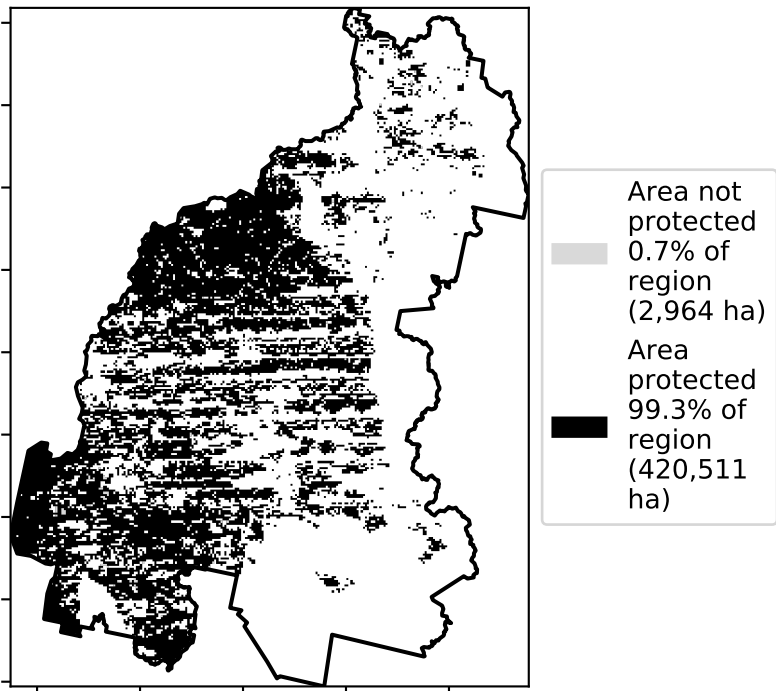 Area not
protected
0.7% of
region
(2,964 ha)
Area
protected
99.3% of
region
(420,511
ha)